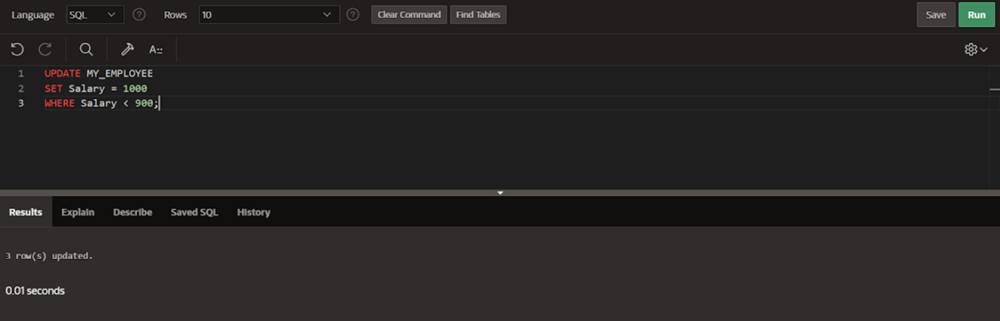 Language SQL Rows 10 Clear Command Find Tables Save Run
A::
1 UPDATE MY_EMPLOYEE
2 SET Salary = 1000
3 WHERE Salary < 900;
Results Explain Describe Saved SQL History
3 row(s) updated.
0.01 seconds